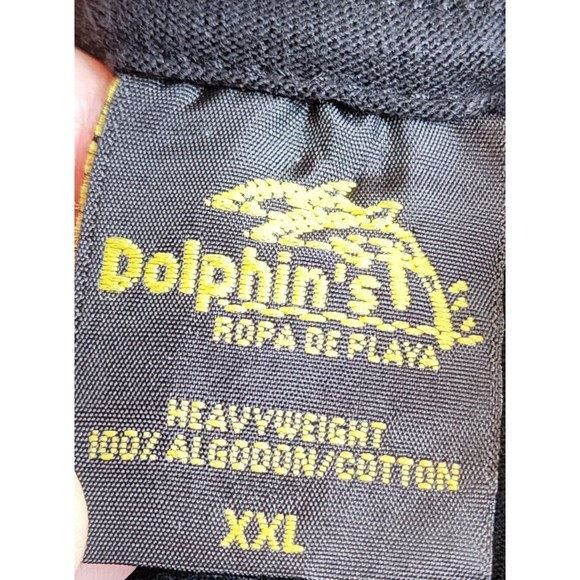 Dolphin's
ROPA DE PLAYA
HEAVYWEIGHT
100% ALGODON/COTTON
XXL